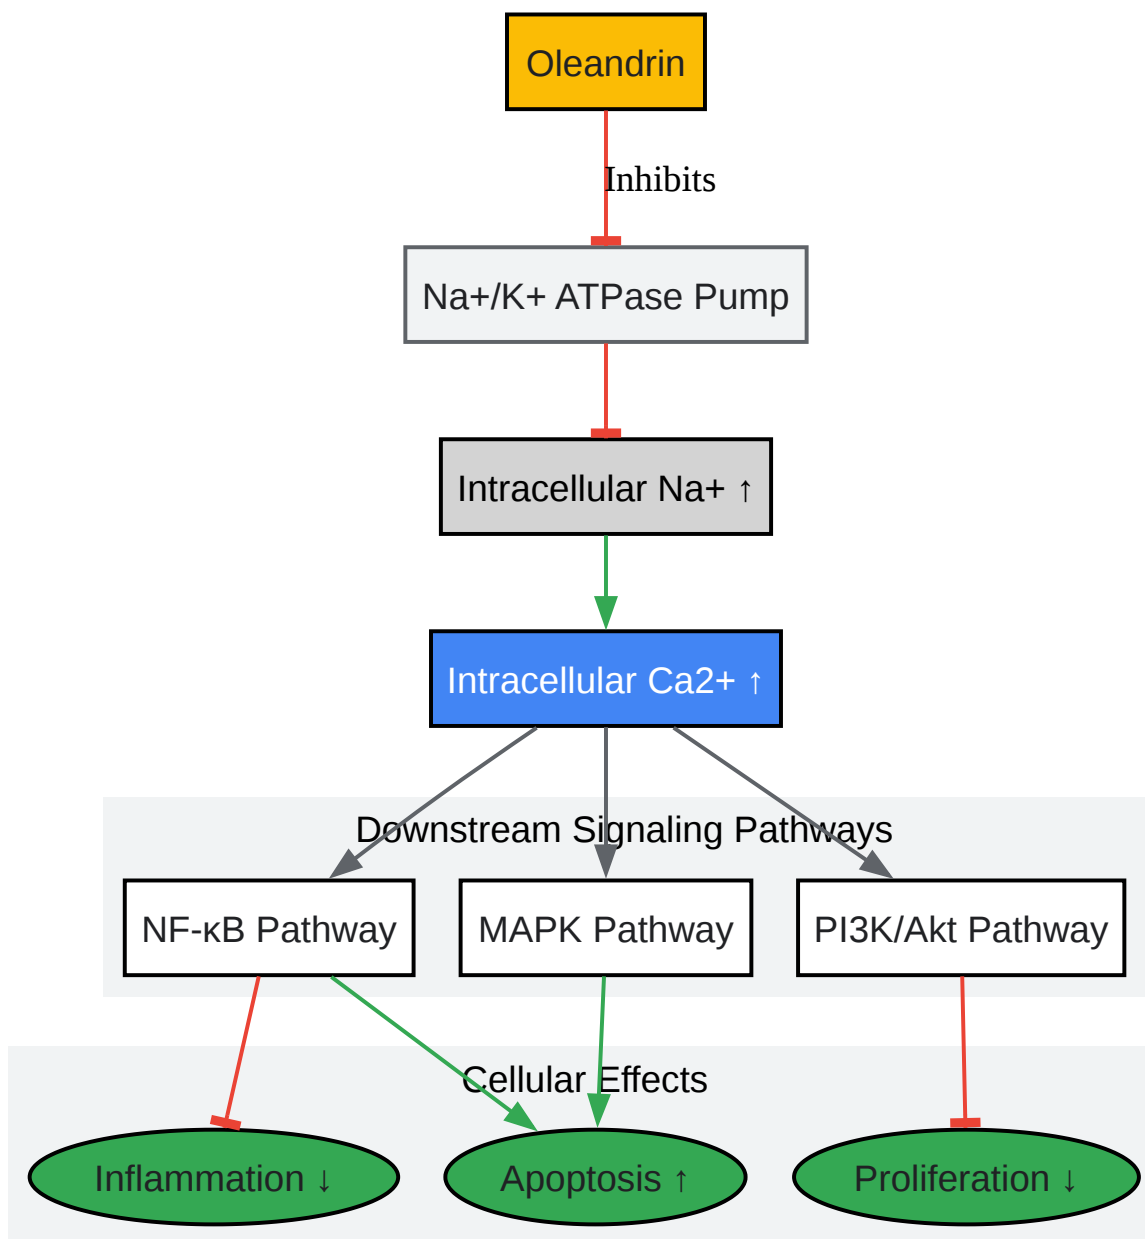 Oleandrin
Inhibits
Na+/K+ ATPase Pump
Intracellular Na+ ↑
Intracellular Ca2+ ↑
Downstream Signaling Pathways
NF-κB Pathway
MAPK Pathway
PI3K/Akt Pathway
Cellular Effects
Inflammation ↓
Apoptosis ↑
Proliferation ↓